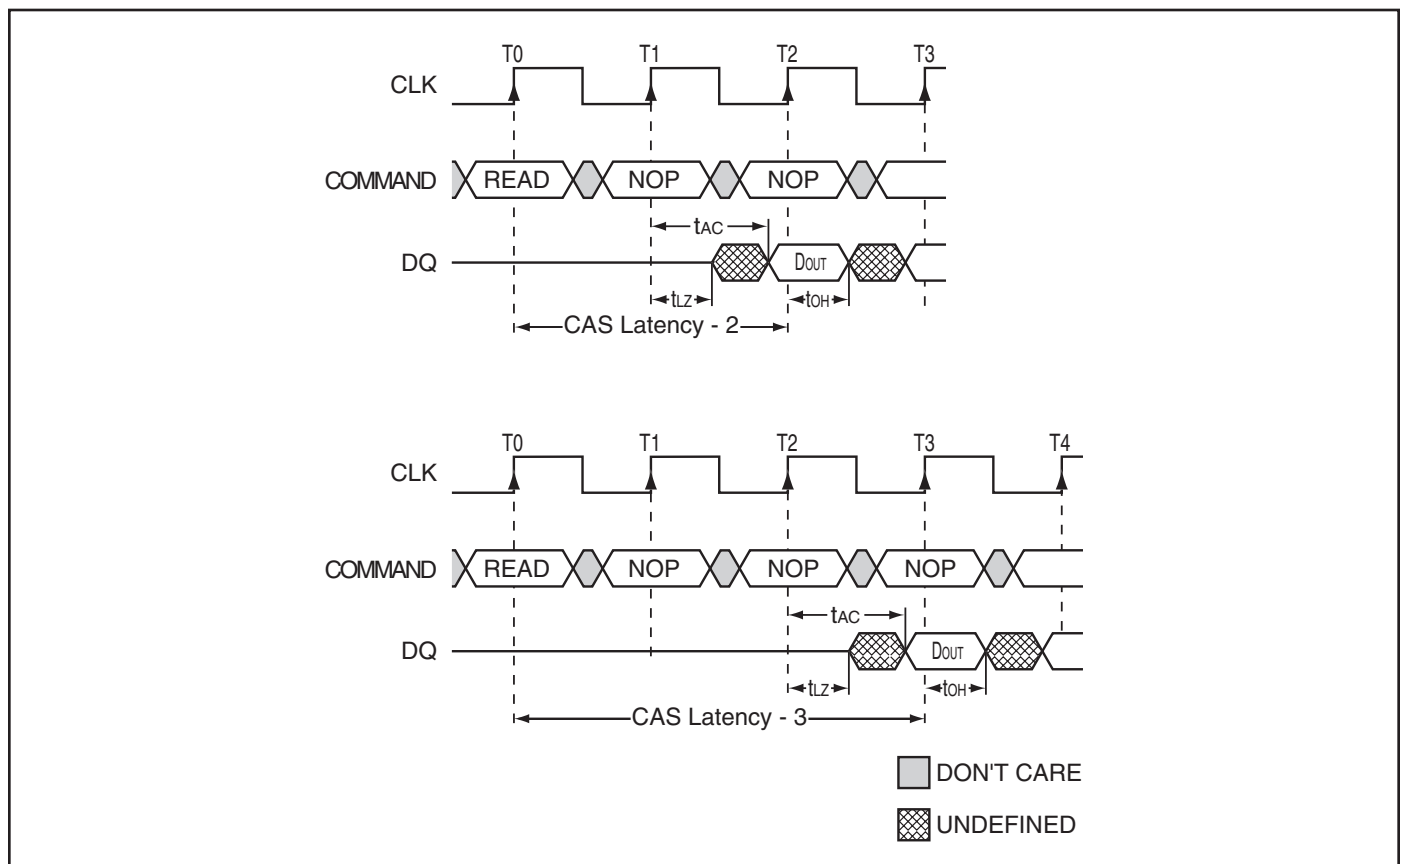 T0 T1 T2 T3
CLK
COMMAND READ NOP NOP
tAC
DQ DOUT
tLZ tOH
CAS Latency - 2
T0 T1 T2 T3 T4
CLK
COMMAND READ NOP NOP NOP
tAC
DQ DOUT
tLZ tOH
CAS Latency - 3
DON'T CARE
UNDEFINED